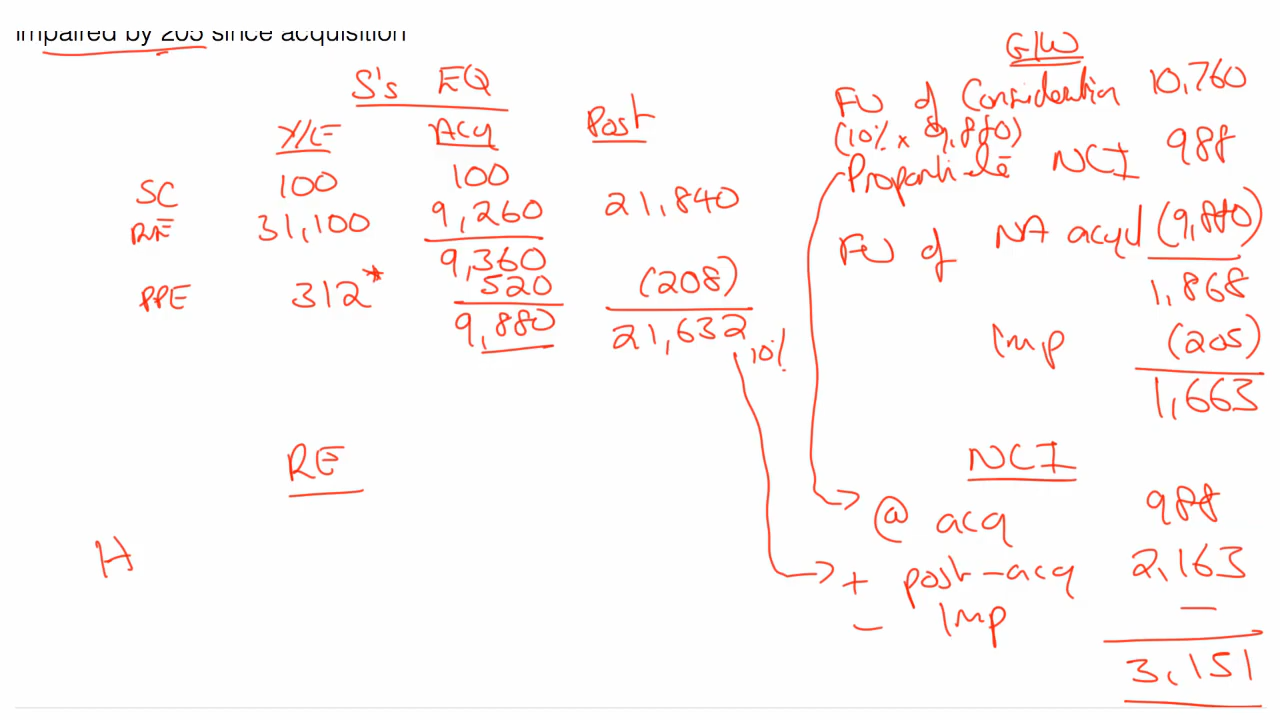 impaired by 205 since acquisition
S's EQ
Y/E ACQ Post
SC 100 100
RE 31,100 9,260 21,840
9,360
PPE 312* 520 (208)
9,880 21,632
10%
RE
H
G/W
FV of Consideration 10,760
(10% x 9,880)
Proportionate NCI 988
FV of NA acqd (9,880)
1,868
Imp (205)
1,663
NCI
@ acq 988
+ post-acq 2,163
- Imp —
3,151